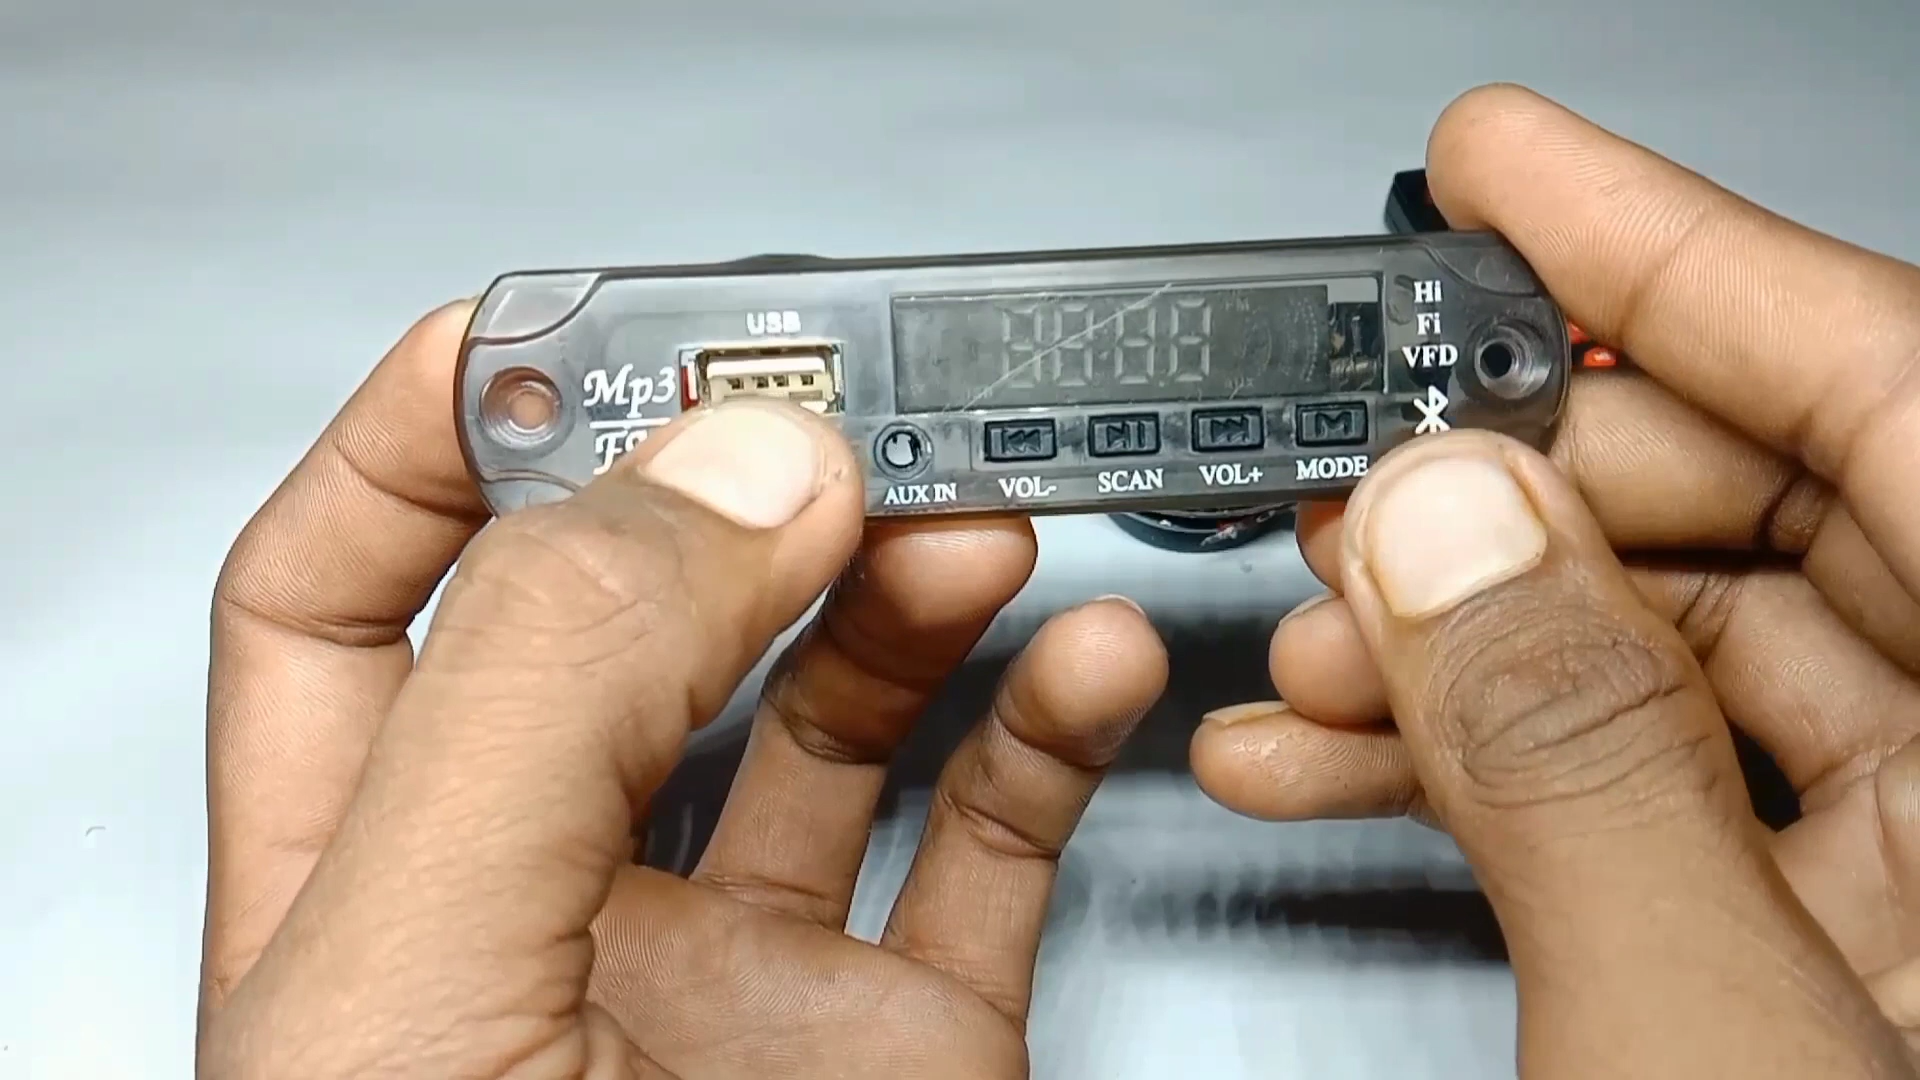 USB
Mp3
AUX IN
VOL-
SCAN
VOL+
MODE
M
Hi
Fi
VFD